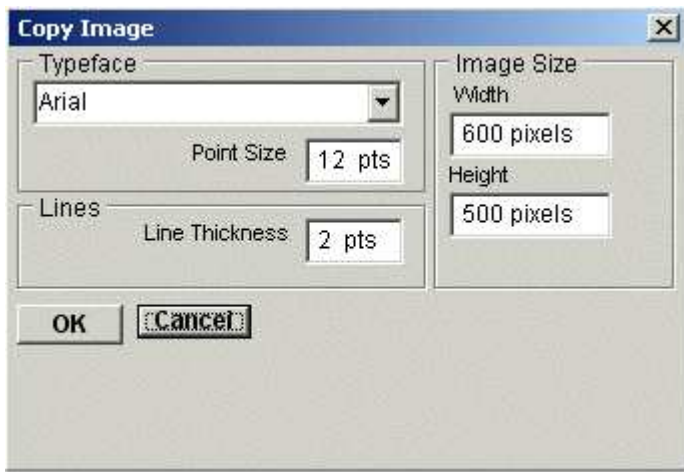 Copy Image
Typeface
Arial
Point Size
12 pts
Lines
Line Thickness
2 pts
Image Size
Width
600 pixels
Height
500 pixels
OK
Cancel